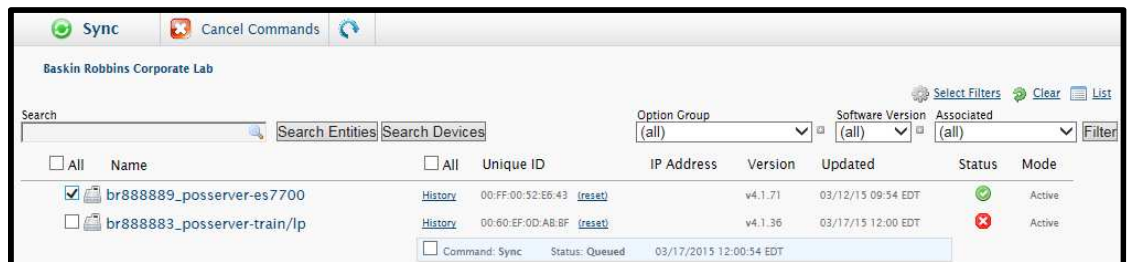 Sync Cancel Commands
Baskin Robbins Corporate Lab
Select Filters Clear List
Search Option Group Software Version Associated
Search Entities Search Devices (all) (all) (all) Filter
All Name All Unique ID IP Address Version Updated Status Mode
br888889_posserver-es7700 History 00:FF:00:52:E6:43 (reset) v4.1.71 03/12/15 09:54 EDT Active
br888883_posserver-train/lp History 00:60:EF:0D:AB:BF (reset) v4.1.36 03/17/15 12:00 EDT Active
Command: Sync Status: Queued 03/17/2015 12:00:54 EDT